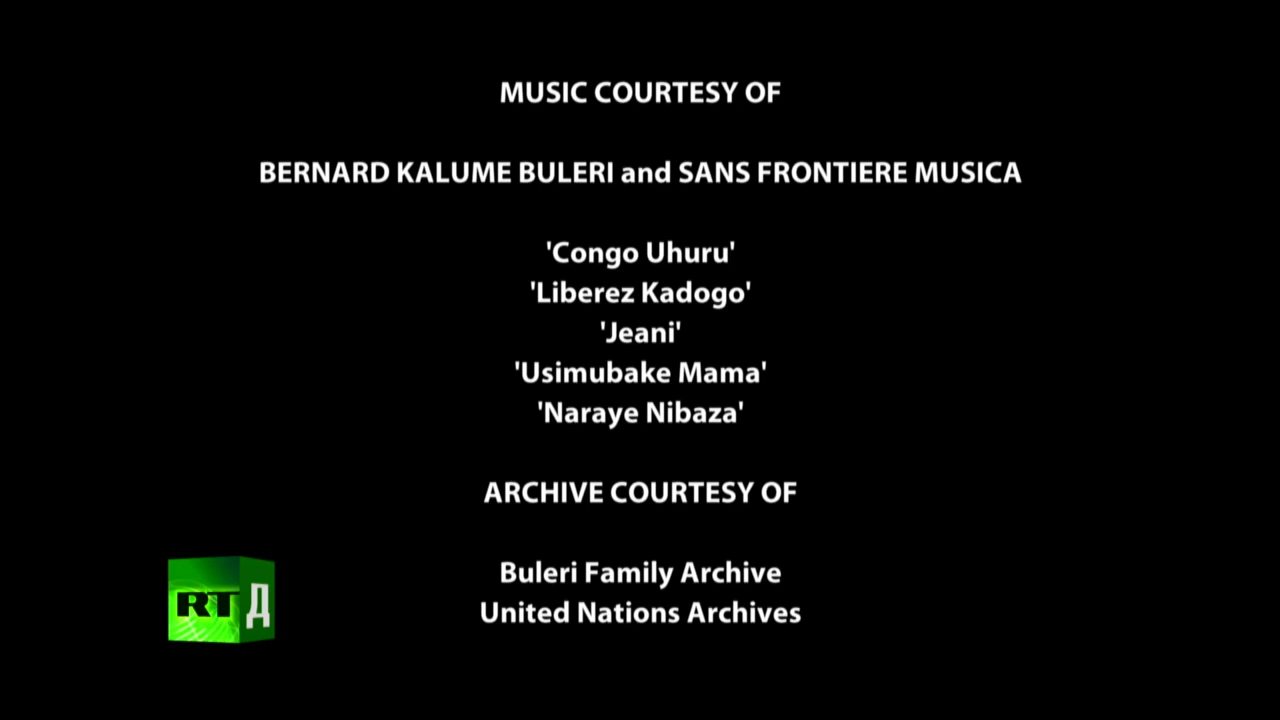 MUSIC COURTESY OF
BERNARD KALUME BULERI and SANS FRONTIERE MUSICA
'Congo Uhuru'
'Liberez Kadogo'
'Jeani'
'Usimubake Mama'
'Naraye Nibaza'
ARCHIVE COURTESY OF
Buleri Family Archive
United Nations Archives
RT Д